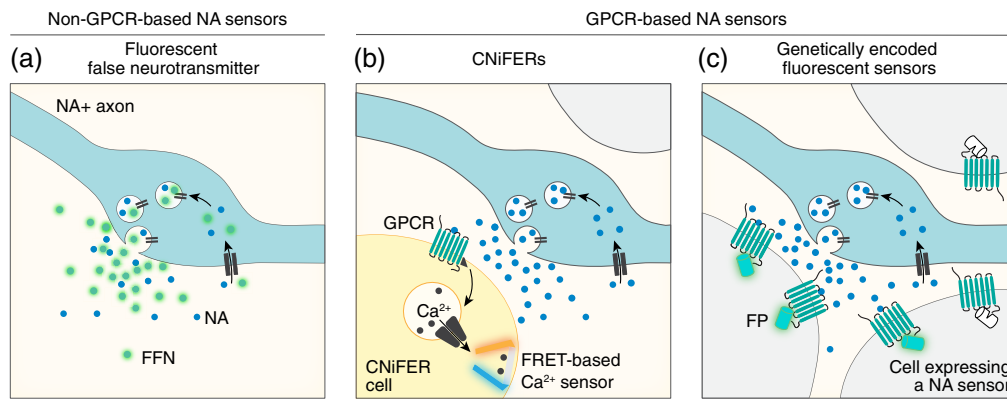 Non-GPCR-based NA sensors
GPCR-based NA sensors
(a)
Fluorescent
false neurotransmitter
NA+ axon
NA
FFN
(b)
CNiFERs
GPCR
Ca2+
CNiFER
cell
FRET-based
Ca2+ sensor
(c)
Genetically encoded
fluorescent sensors
FP
Cell expressing
a NA sensor